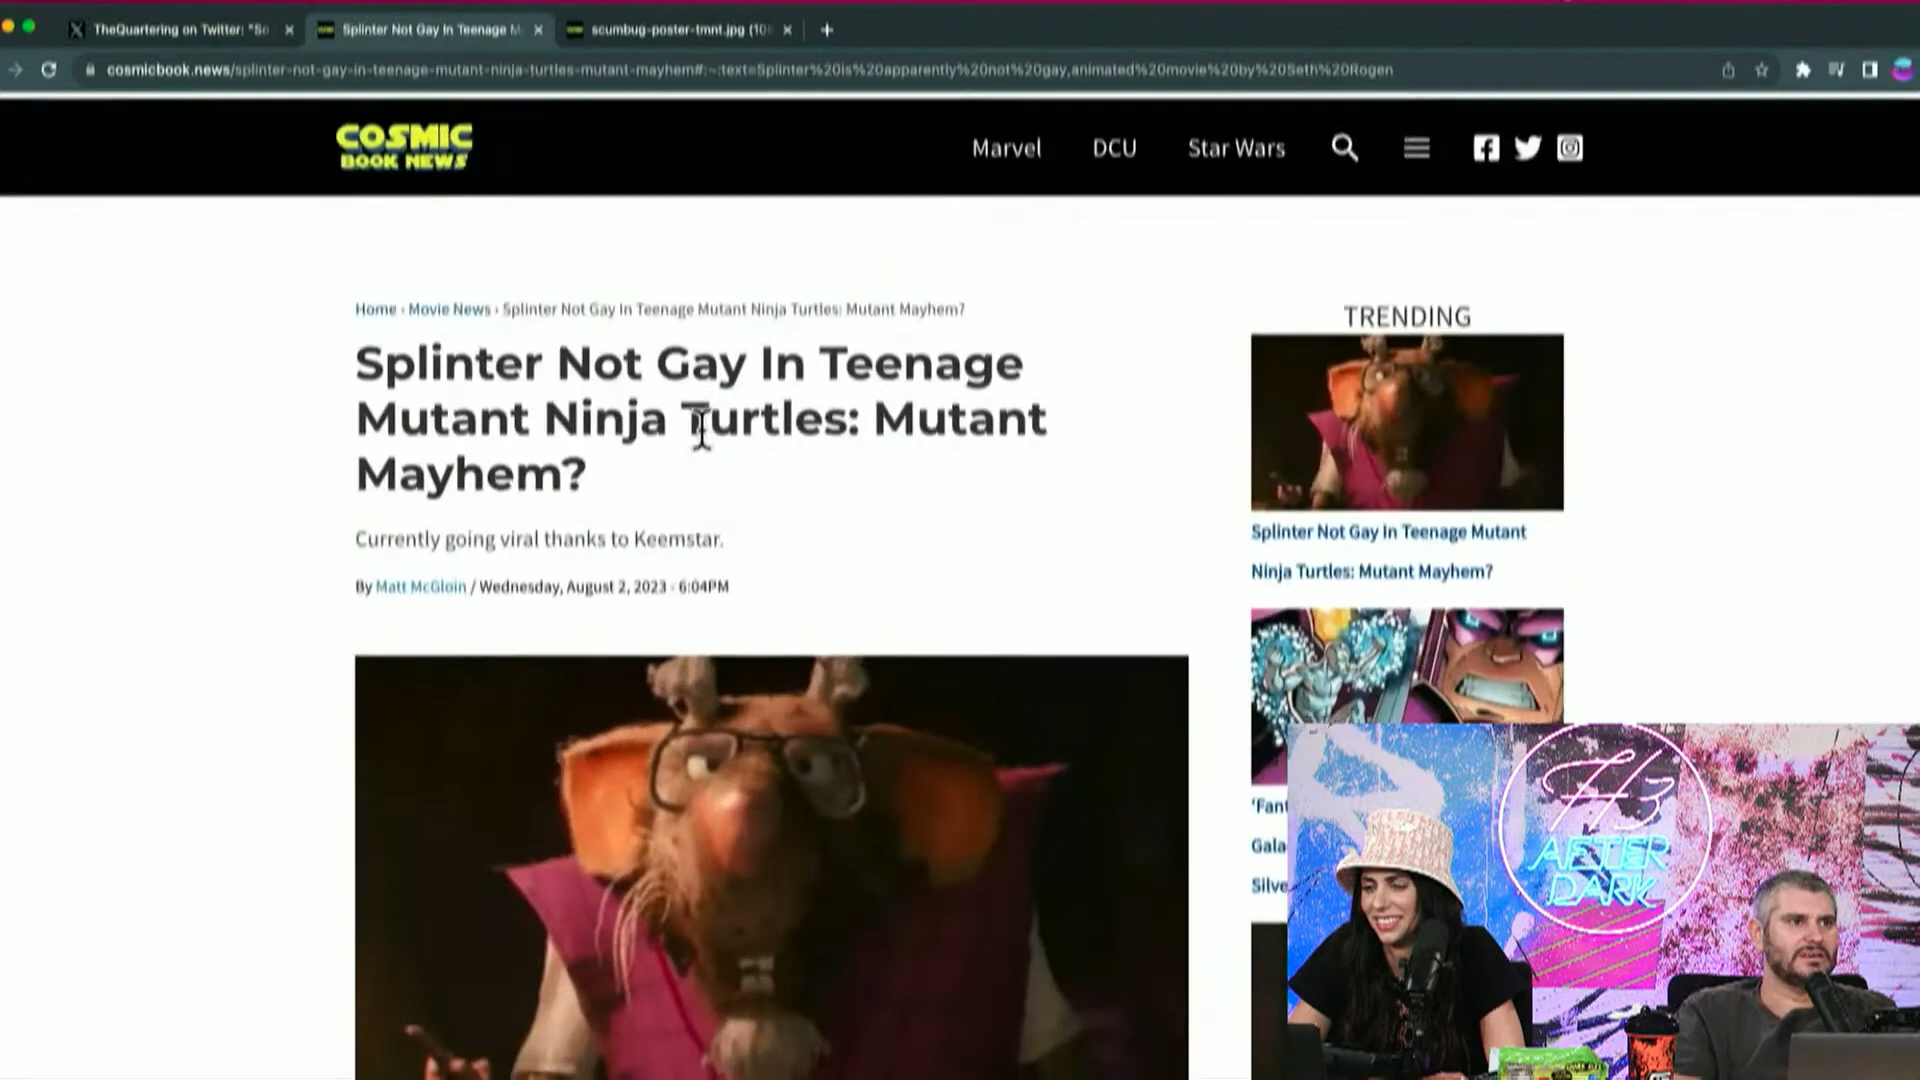 TheQuartering on Twitter: "So
Splinter Not Gay In Teenage M
scumbug-poster-tmnt.jpg (10
cosmicbook.news/splinter-not-gay-in-teenage-mutant-ninja-turtles-mutant-mayhem#:~:text=Splinter%20is%20apparently%20not%20gay,animated%20movie%20by%20Seth%20Rogen
COSMIC
BOOK NEWS
Marvel
DCU
Star Wars
Home › Movie News › Splinter Not Gay In Teenage Mutant Ninja Turtles: Mutant Mayhem?
Splinter Not Gay In Teenage
Mutant Ninja Turtles: Mutant
Mayhem?
Currently going viral thanks to Keemstar.
By Matt McGloin / Wednesday, August 2, 2023 - 6:04PM
TRENDING
Splinter Not Gay In Teenage Mutant
Ninja Turtles: Mutant Mayhem?
'Fant
Gala
Silve
H3
AFTER
DARK